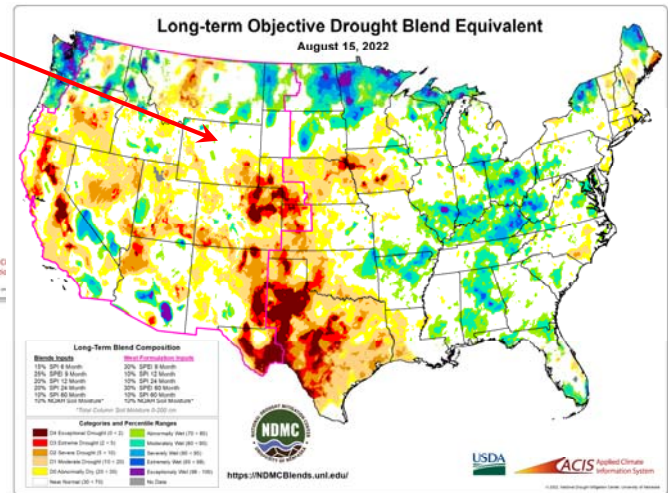 Long-term Objective Drought Blend Equivalent
August 15, 2022
Long-Term Blend Composition
Blends Inputs
15% SPI 6 Month
25% SPEI 9 Month
20% SPI 12 Month
20% SPI 24 Month
10% SPI 60 Month
10% NOAH Soil Moisture*
West Formulation Inputs
20% SPEI 9 Month
10% SPI 12 Month
10% SPI 24 Month
30% SPEI 60 Month
10% SPI 60 Month
10% NOAH Soil Moisture*
*Total Column Soil Moisture 0-200 cm
Categories and Percentile Ranges
D4 Exceptional Drought (0 < 2)
D3 Extreme Drought (2 < 5)
D2 Severe Drought (5 < 10)
D1 Moderate Drought (10 < 20)
D0 Abnormally Dry (20 < 30)
Near Normal (30 < 70)
Abnormally Wet (70 < 80)
Moderately Wet (80 < 90)
Severely Wet (90 < 95)
Extremely Wet (95 < 98)
Exceptionally Wet (98 - 100)
No Data
NDMC
https://NDMCBlends.unl.edu/
USDA
ACIS Applied Climate
Information System